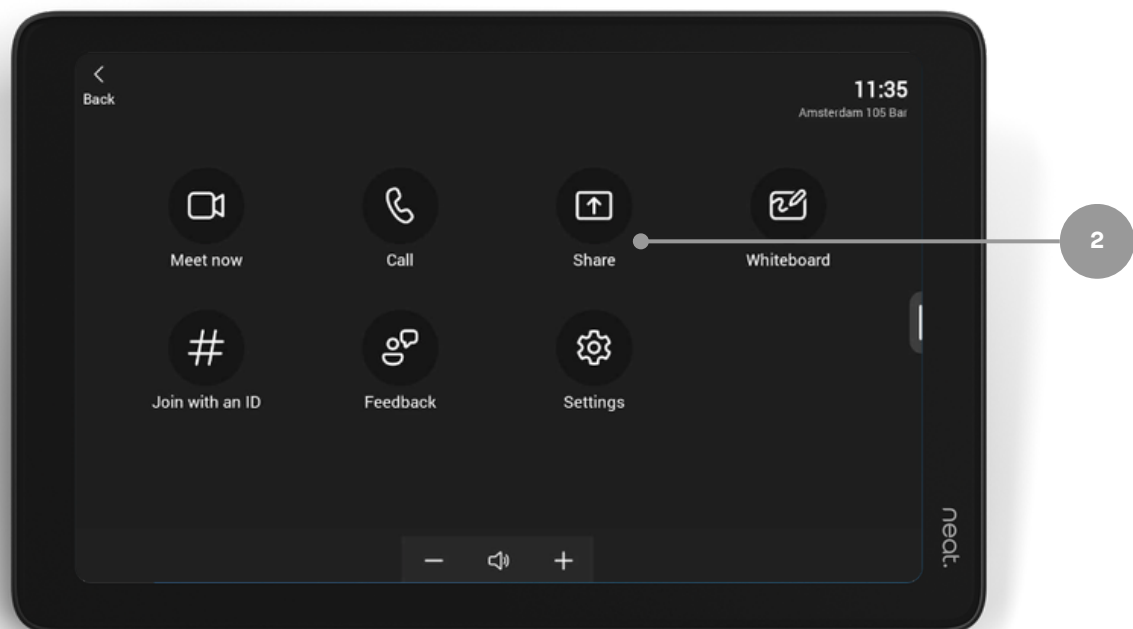 Back
11:35
Amsterdam 105 Bar
Meet now
Call
Share
Whiteboard
2
Join with an ID
Feedback
Settings
neat.